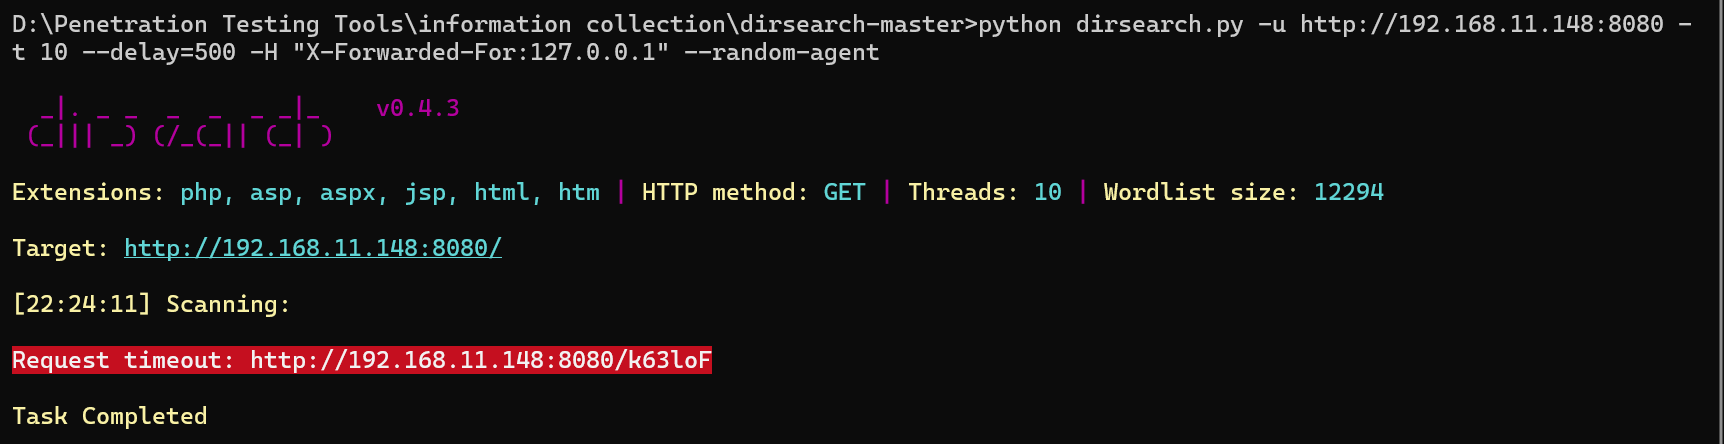 D:\Penetration Testing Tools\information collection\dirsearch-master>python dirsearch.py -u http://192.168.11.148:8080 -
t 10 --delay=500 -H "X-Forwarded-For:127.0.0.1" --random-agent
  _|. _ _  _  _  _ _|_    v0.4.3
 (_||| _) (/_(_|| (_| )
Extensions: php, asp, aspx, jsp, html, htm | HTTP method: GET | Threads: 10 | Wordlist size: 12294
Target: http://192.168.11.148:8080/
[22:24:11] Scanning:
Request timeout: http://192.168.11.148:8080/k63loF
Task Completed